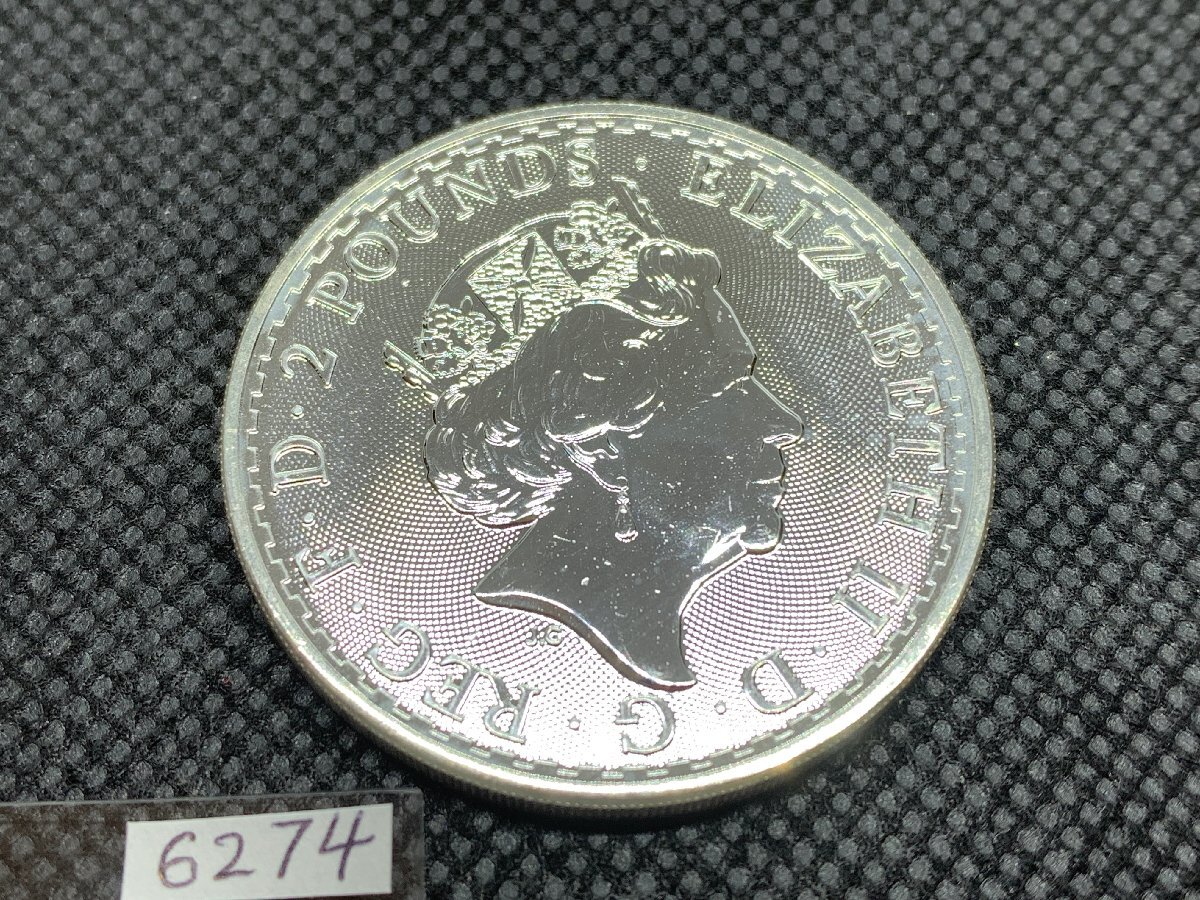 ELIZABETH II · D · G · REG · F · D · 2 POUNDS ·
JC
6274